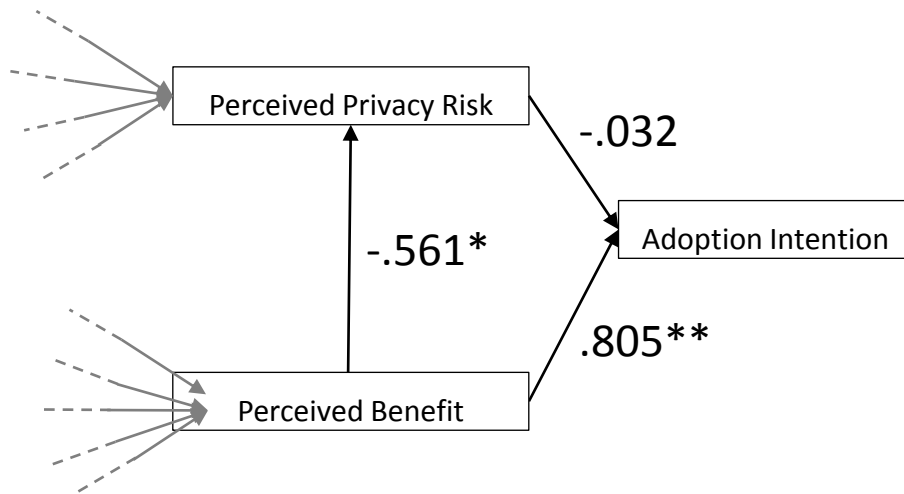 Perceived Privacy Risk
-.032
Adoption Intention
-.561*
.805**
Perceived Benefit